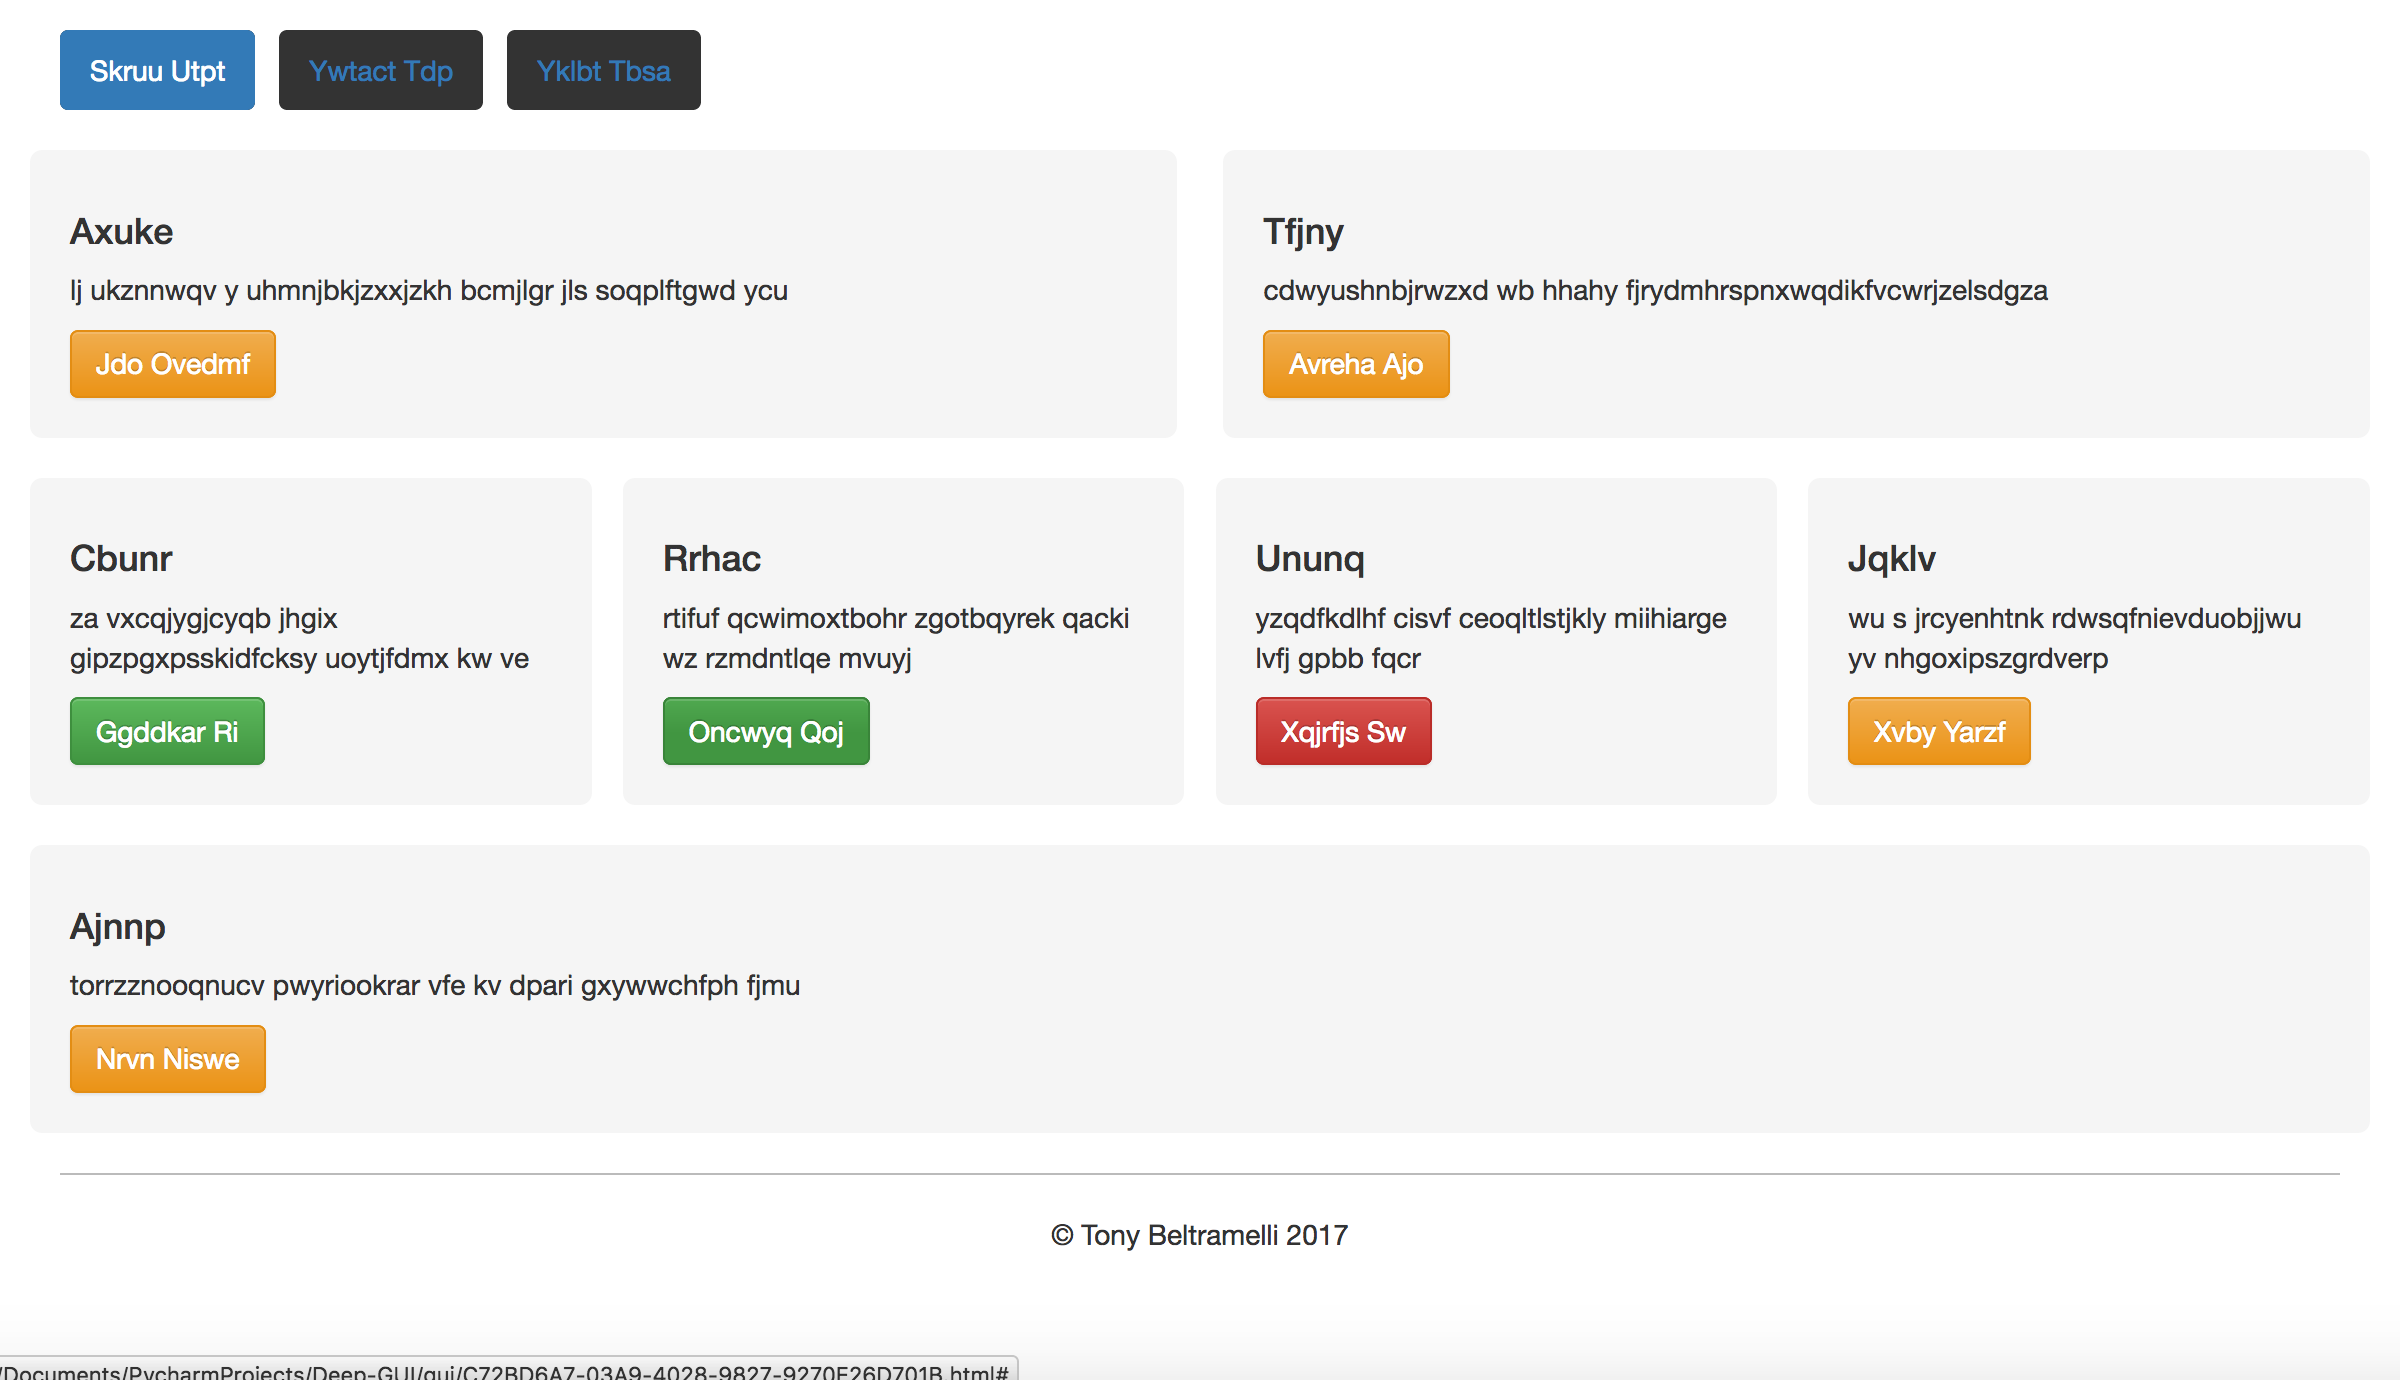 Skruu Utpt
Ywtact Tdp
Yklbt Tbsa
Axuke
lj ukznnwqv y uhmnjbkjzxxjzkh bcmjlgr jls soqplftgwd ycu
Jdo Ovedmf
Tfjny
cdwyushnbjrwzxd wb hhahy fjrydmhrspnxwqdikfvcwrjzelsdgza
Avreha Ajo
Cbunr
za vxcqjygjcyqb jhgix
gipzpgxpsskidfcksy uoytjfdmx kw ve
Ggddkar Ri
Rrhac
rtifuf qcwimoxtbohr zgotbqyrek qacki
wz rzmdntlqe mvuyj
Oncwyq Qoj
Ununq
yzqdfkdlhf cisvf ceoqltlstjkly miihiarge
lvfj gpbb fqcr
Xqjrfjs Sw
Jqklv
wu s jrcyenhtnk rdwsqfnievduobjjwu
yv nhgoxipszgrdverp
Xvby Yarzf
Ajnnp
torrzznooqnucv pwyriookrar vfe kv dpari gxywwchfph fjmu
Nrvn Niswe
© Tony Beltramelli 2017
/Documents/PycharmProjects/Deep-GUI/gui/C72BD6A7-03A9-4028-9827-9270E26D701B.html#